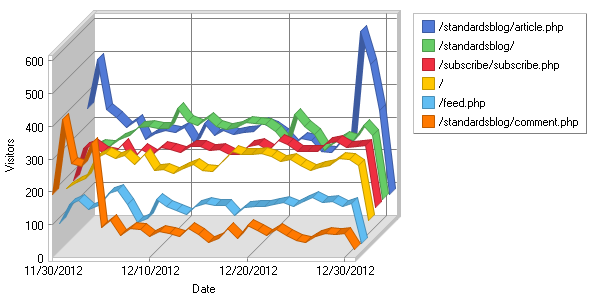 600
500
400
300
200
100
0
Visitors
11/30/2012
12/10/2012
12/20/2012
12/30/2012
Date
/standardsblog/article.php
/standardsblog/
/subscribe/subscribe.php
/
/feed.php
/standardsblog/comment.php